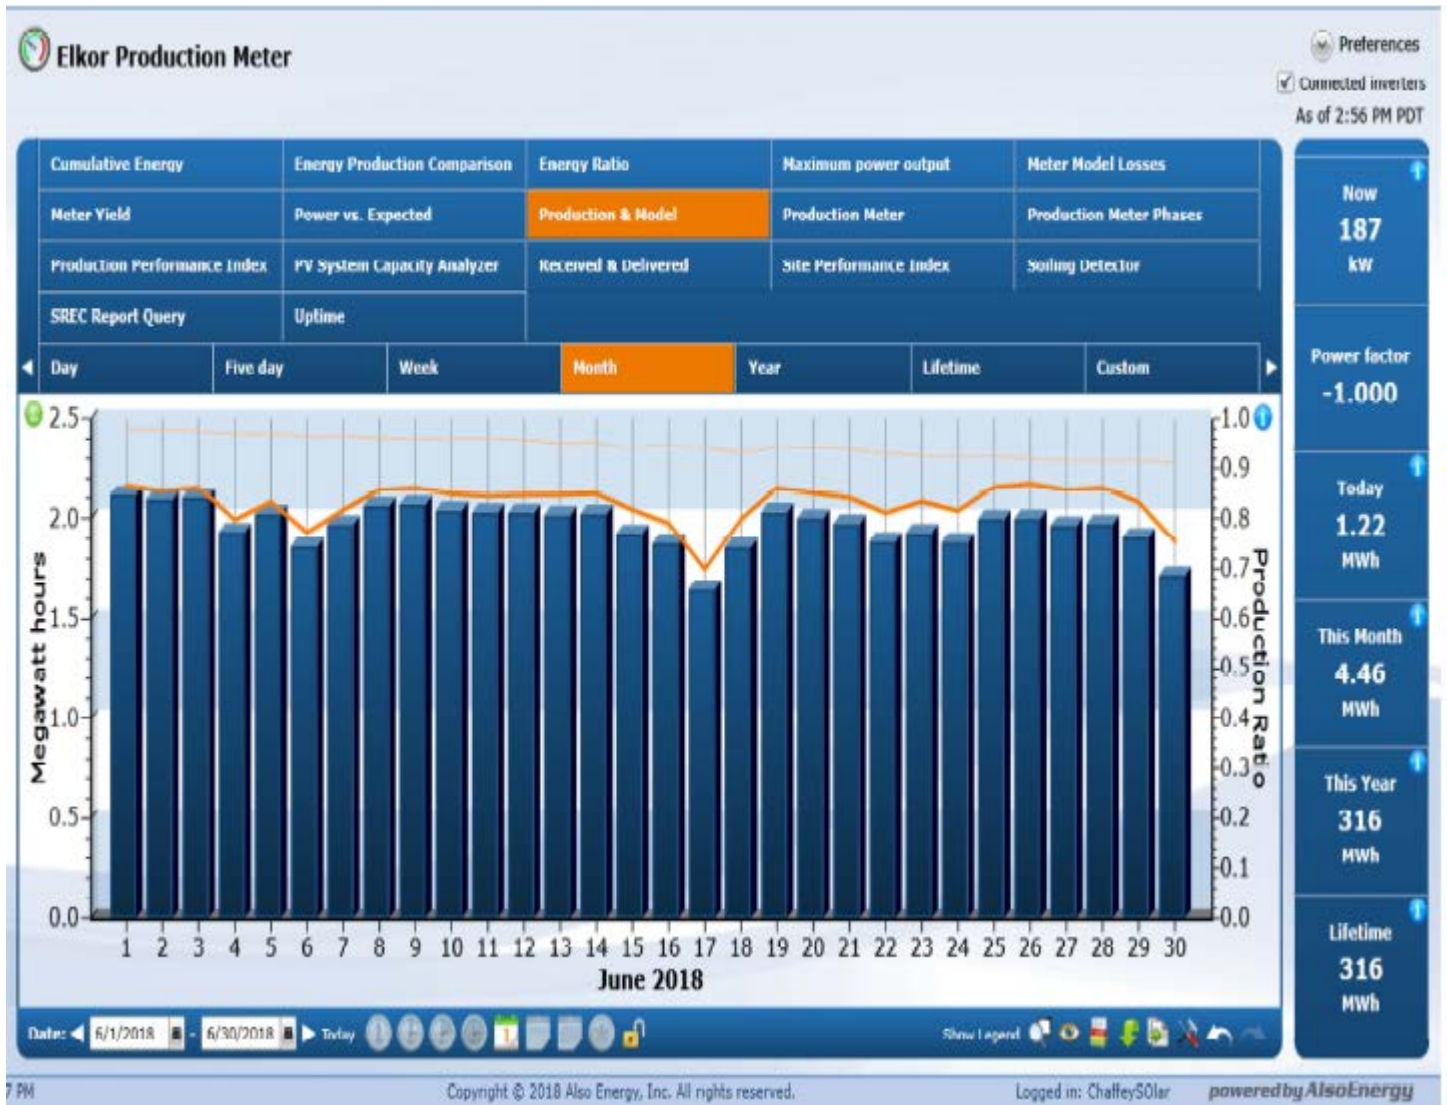 Elkor Production Meter
Preferences
Connected inverters
As of 2:56 PM PDT
Cumulative Energy Energy Production Comparison Energy Ratio Maximum power output Meter Model Losses
Meter Yield Power vs. Expected Production & Model Production Meter Production Meter Phases
Production Performance Index PV System Capacity Analyzer Received & Delivered Site Performance Index Soiling Detector
SREC Report Query Uptime
Day Five day Week Month Year Lifetime Custom
Now
187
kW
Power factor
-1.000
Today
1.22
MWh
This Month
4.46
MWh
This Year
316
MWh
Lifetime
316
MWh
Megawatt hours
2.5
2.0
1.5
1.0
0.5
0.0
1.0
0.9
0.8
0.7
0.6
0.5
0.4
0.3
0.2
0.1
0.0
Production Ratio
1 2 3 4 5 6 7 8 9 10 11 12 13 14 15 16 17 18 19 20 21 22 23 24 25 26 27 28 29 30
June 2018
Date: 6/1/2018 - 6/30/2018 Today 1 Show Legend
7 PM Copyright © 2018 Also Energy, Inc. All rights reserved. Logged in: ChaffeySOlar powered by AlsoEnergy